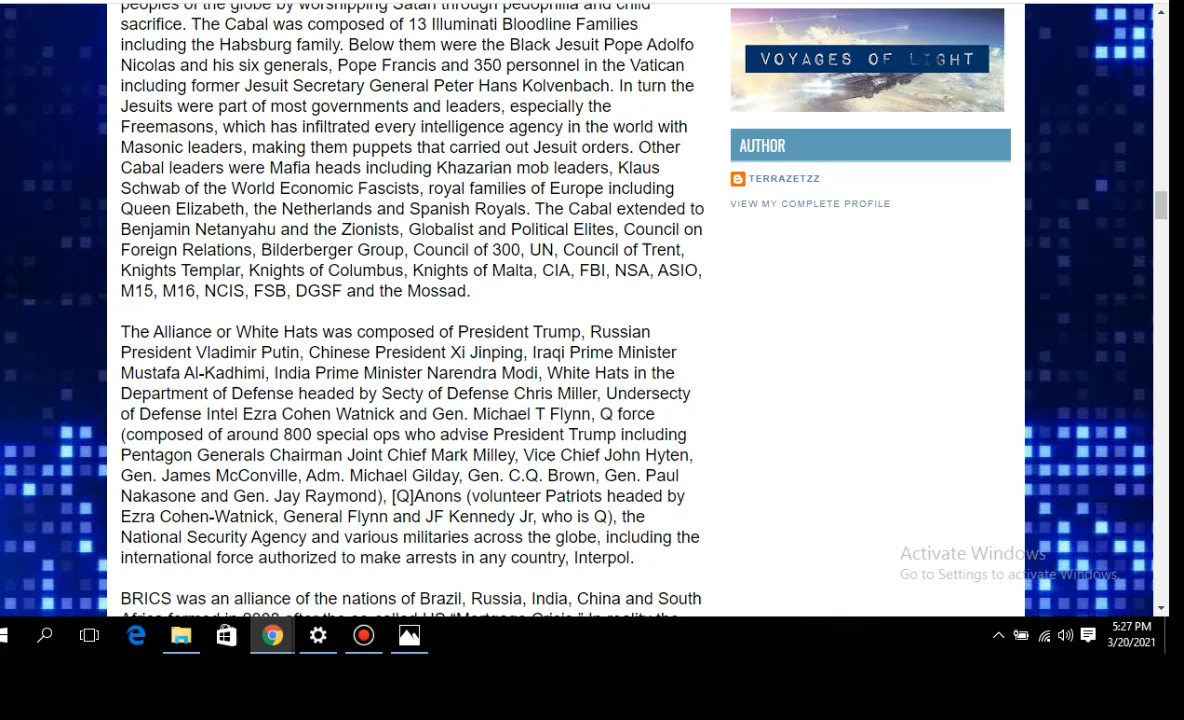 peoples of the globe by worshipping Satan through pedophilia and child
sacrifice. The Cabal was composed of 13 Illuminati Bloodline Families
including the Habsburg family. Below them were the Black Jesuit Pope Adolfo
Nicolas and his six generals, Pope Francis and 350 personnel in the Vatican
including former Jesuit Secretary General Peter Hans Kolvenbach. In turn the
Jesuits were part of most governments and leaders, especially the
Freemasons, which has infiltrated every intelligence agency in the world with
Masonic leaders, making them puppets that carried out Jesuit orders. Other
Cabal leaders were Mafia heads including Khazarian mob leaders, Klaus
Schwab of the World Economic Fascists, royal families of Europe including
Queen Elizabeth, the Netherlands and Spanish Royals. The Cabal extended to
Benjamin Netanyahu and the Zionists, Globalist and Political Elites, Council on
Foreign Relations, Bilderberger Group, Council of 300, UN, Council of Trent,
Knights Templar, Knights of Columbus, Knights of Malta, CIA, FBI, NSA, ASIO,
M15, M16, NCIS, FSB, DGSF and the Mossad.
The Alliance or White Hats was composed of President Trump, Russian
President Vladimir Putin, Chinese President Xi Jinping, Iraqi Prime Minister
Mustafa Al-Kadhimi, India Prime Minister Narendra Modi, White Hats in the
Department of Defense headed by Secty of Defense Chris Miller, Undersecty
of Defense Intel Ezra Cohen Watnick and Gen. Michael T Flynn, Q force
(composed of around 800 special ops who advise President Trump including
Pentagon Generals Chairman Joint Chief Mark Milley, Vice Chief John Hyten,
Gen. James McConville, Adm. Michael Gilday, Gen. C.Q. Brown, Gen. Paul
Nakasone and Gen. Jay Raymond), [Q]Anons (volunteer Patriots headed by
Ezra Cohen-Watnick, General Flynn and JF Kennedy Jr, who is Q), the
National Security Agency and various militaries across the globe, including the
international force authorized to make arrests in any country, Interpol.
BRICS was an alliance of the nation of Brazil, Russia, India, China and South
VOYAGES OF LIGHT
AUTHOR
TERRAZETZZ
VIEW MY COMPLETE PROFILE
Activate Windows
Go to Settings to activate Windows.
5:27 PM
3/20/2021